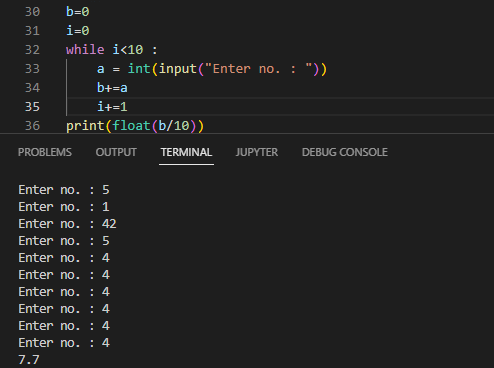 30 b=0
31 i=0
32 while i<10 :
33     a = int(input("Enter no. : "))
34     b+=a
35     i+=1
36 print(float(b/10))
PROBLEMS OUTPUT TERMINAL JUPYTER DEBUG CONSOLE
Enter no. : 5
Enter no. : 1
Enter no. : 42
Enter no. : 5
Enter no. : 4
Enter no. : 4
Enter no. : 4
Enter no. : 4
Enter no. : 4
Enter no. : 4
7.7